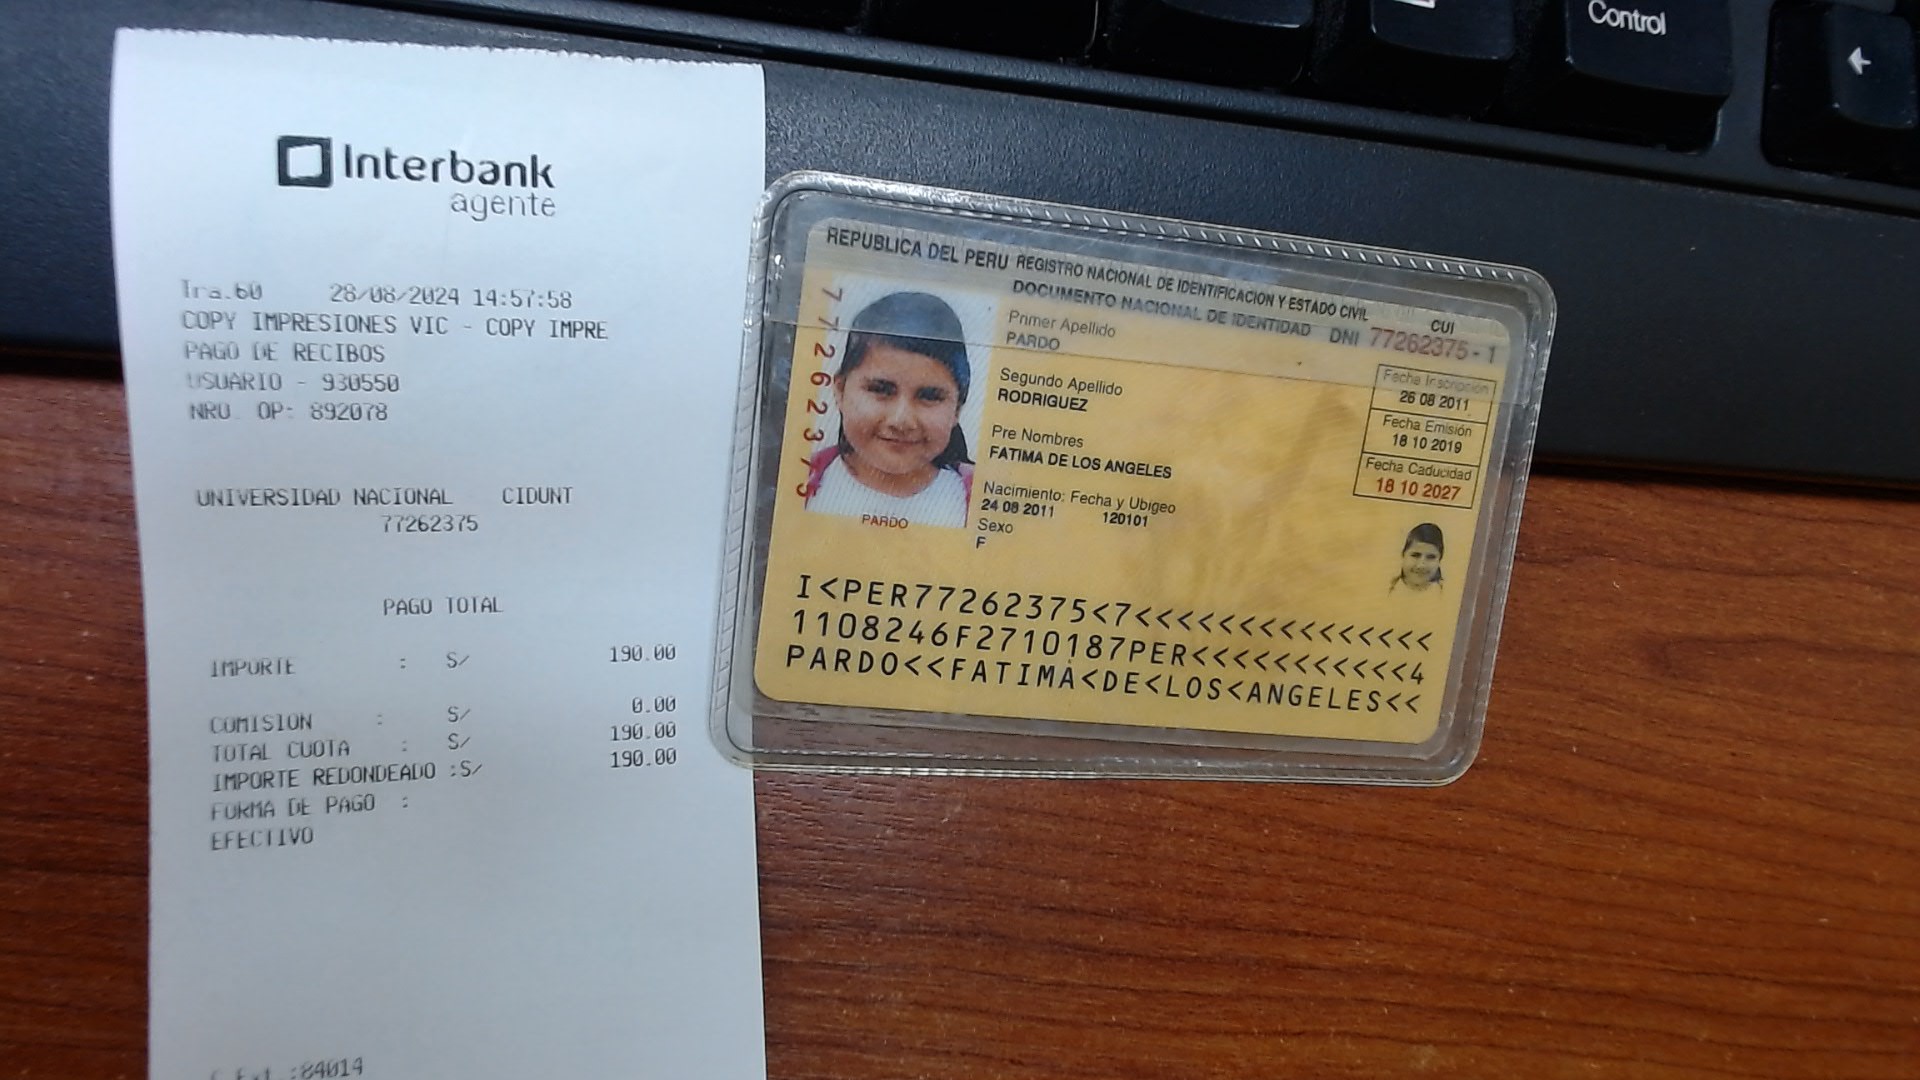 Interbank
agente
Tra.60 28/08/2024 14:57:58
COPY IMPRESIONES VIC - COPY IMPRE
PAGO DE RECIBOS
USUARIO - 930550
NRO. OP: 892078
UNIVERSIDAD NACIONAL CIDUNT
77262375
PAGO TOTAL
IMPORTE : S/ 190.00
COMISION : S/ 0.00
TOTAL CUOTA : S/ 190.00
IMPORTE REDONDEADO :S/ 190.00
FORMA DE PAGO :
EFECTIVO
:84014
REPUBLICA DEL PERU REGISTRO NACIONAL DE IDENTIFICACION Y ESTADO CIVIL
DOCUMENTO NACIONAL DE IDENTIDAD DNI 77262375 - 1
CUI
77262375
PARDO
Primer Apellido
PARDO
Segundo Apellido
RODRIGUEZ
Pre Nombres
FATIMA DE LOS ANGELES
Nacimiento: Fecha y Ubigeo
24 08 2011 120101
Sexo
F
Fecha Inscripción
26 08 2011
Fecha Emisión
18 10 2019
Fecha Caducidad
18 10 2027
I<PER77262375<7<<<<<<<<<<<<<<<
1108246F2710187PER<<<<<<<<<<<4
PARDO<<FATIMA<DE<LOS<ANGELES<<
Control
←